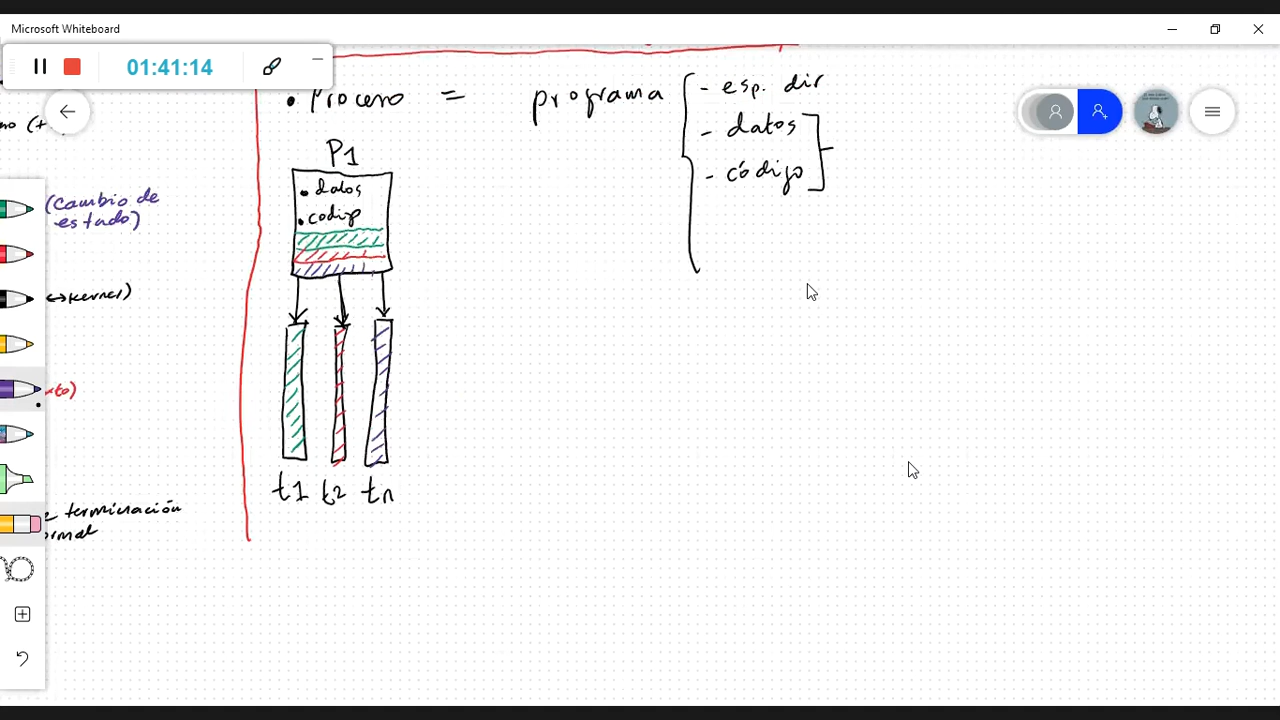 Microsoft Whiteboard
01:41:14
• Proceso = programa
- esp. dir
- datos
- código
P1
• datos
• codigo
t1 t2 tn
(cambio de
estado)
↔kernel)
terminación